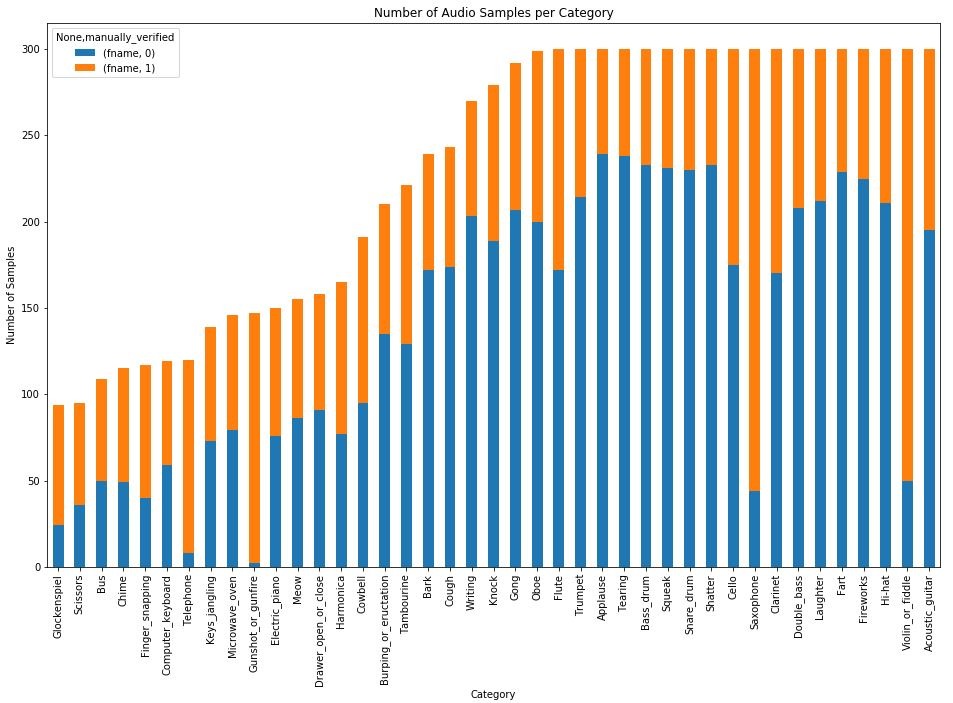 Number of Audio Samples per Category
None,manually_verified
(fname, 0)
(fname, 1)
Number of Samples
300
250
200
150
100
50
0
Glockenspiel
Scissors
Bus
Chime
Finger_snapping
Computer_keyboard
Telephone
Keys_jangling
Microwave_oven
Gunshot_or_gunfire
Electric_piano
Meow
Drawer_open_or_close
Harmonica
Cowbell
Burping_or_eructation
Tambourine
Bark
Cough
Writing
Knock
Gong
Oboe
Flute
Trumpet
Applause
Tearing
Bass_drum
Squeak
Snare_drum
Shatter
Cello
Saxophone
Clarinet
Double_bass
Laughter
Fart
Fireworks
Hi-hat
Violin_or_fiddle
Acoustic_guitar
Category